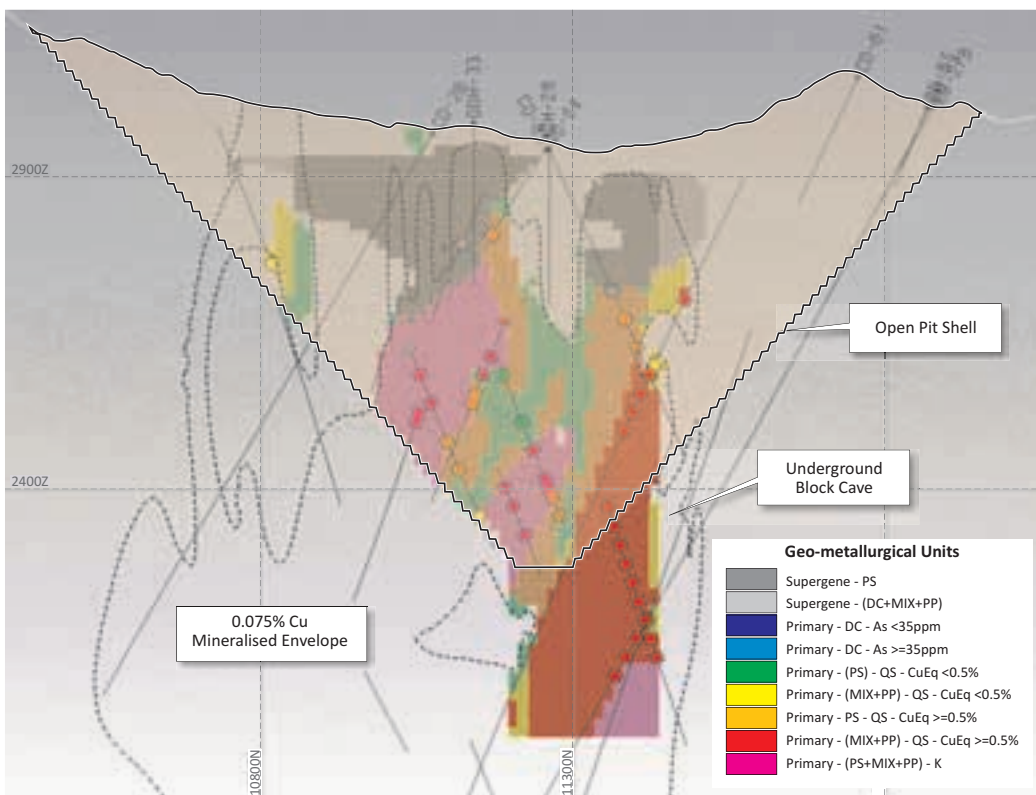 2900Z
Open Pit Shell
2400Z
Underground
Block Cave
0.075% Cu
Mineralised Envelope
Geo-metallurgical Units
Supergene - PS
Supergene - (DC+MIX+PP)
Primary - DC - As <35ppm
Primary - DC - As >=35ppm
Primary - (PS) - QS - CuEq <0.5%
Primary - (MIX+PP) - QS - CuEq <0.5%
Primary - PS - QS - CuEq >=0.5%
Primary - (MIX+PP) - QS - CuEq >=0.5%
Primary - (PS+MIX+PP) - K
10800N
11300N